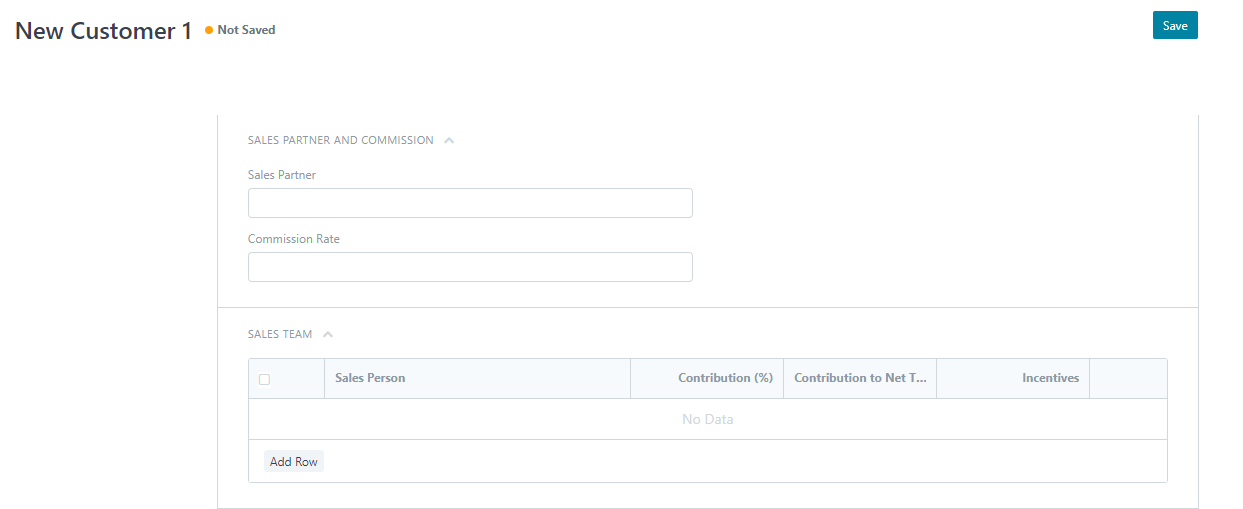 New Customer 1 Not Saved Save
SALES PARTNER AND COMMISSION
Sales Partner
Commission Rate
SALES TEAM
Sales Person Contribution (%) Contribution to Net T... Incentives
No Data
Add Row